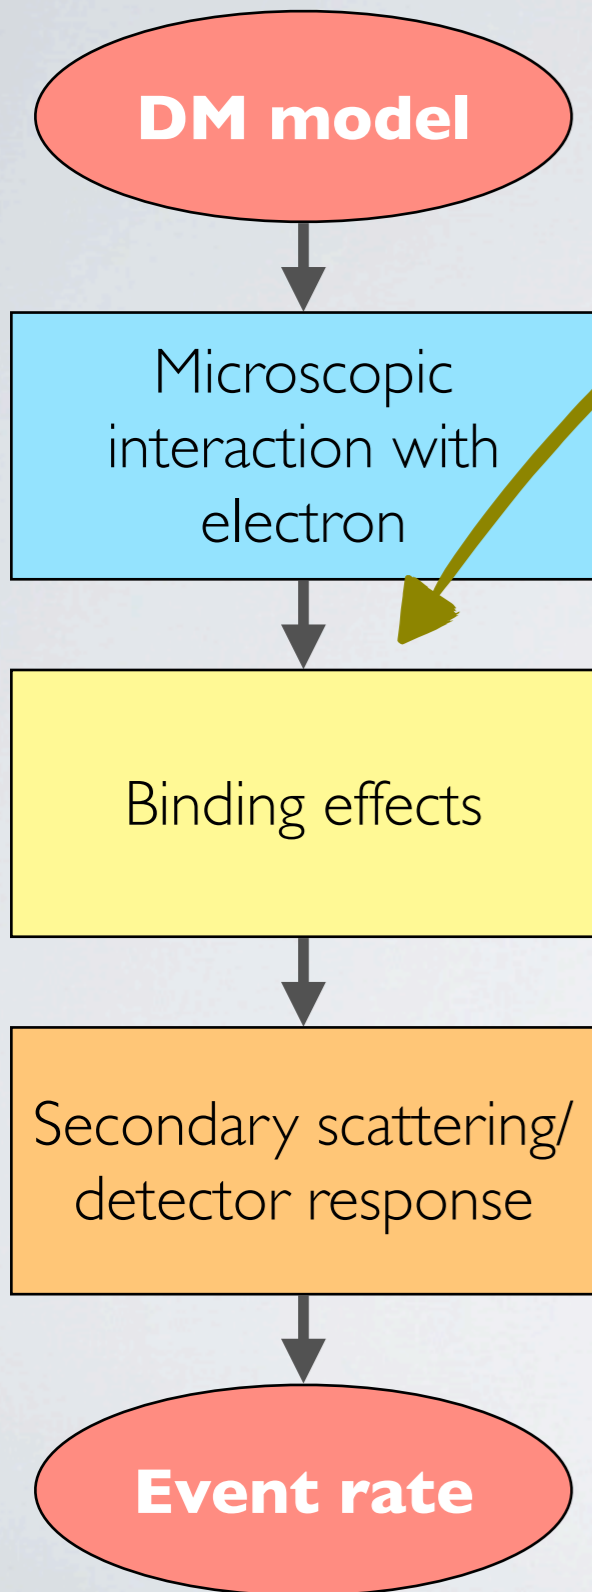 DM model
Microscopic
interaction with
electron
Binding effects
Secondary scattering/
detector response
Event rate